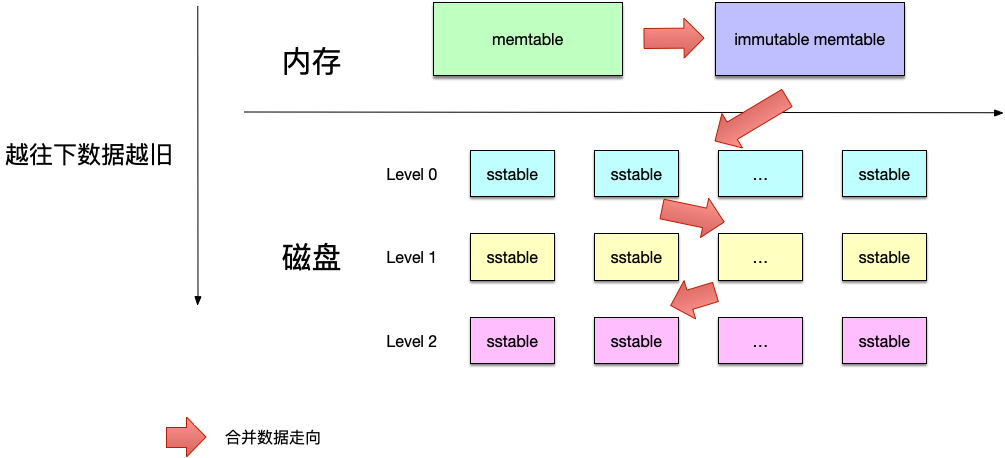 memtable
immutable memtable
内存
越往下数据越旧
Level 0
sstable
sstable
...
sstable
磁盘
Level 1
sstable
sstable
...
sstable
Level 2
sstable
sstable
...
sstable
合并数据走向